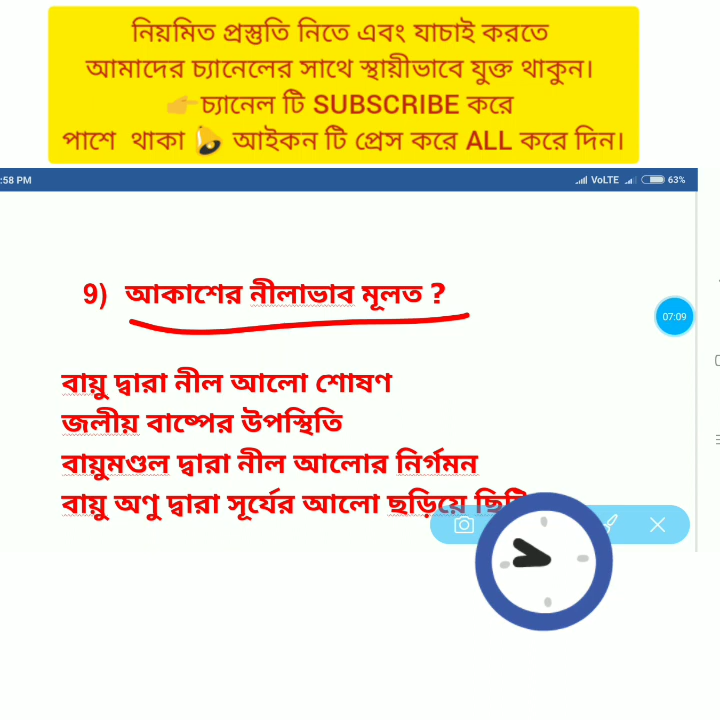 নিয়মিত প্রস্তুতি নিতে এবং যাচাই করতে
আমাদের চ্যানেলের সাথে স্থায়ীভাবে যুক্ত থাকুন।
চ্যানেল টি SUBSCRIBE করে
পাশে থাকা আইকন টি প্রেস করে ALL করে দিন।
:58 PM VoLTE 63%
9) আকাশের নীলাভাব মূলত ?
07:09
বায়ু দ্বারা নীল আলো শোষণ
জলীয় বাষ্পের উপস্থিতি
বায়ুমণ্ডল দ্বারা নীল আলোর নির্গমন
বায়ু অণু দ্বারা সূর্যের আলো ছড়িয়ে